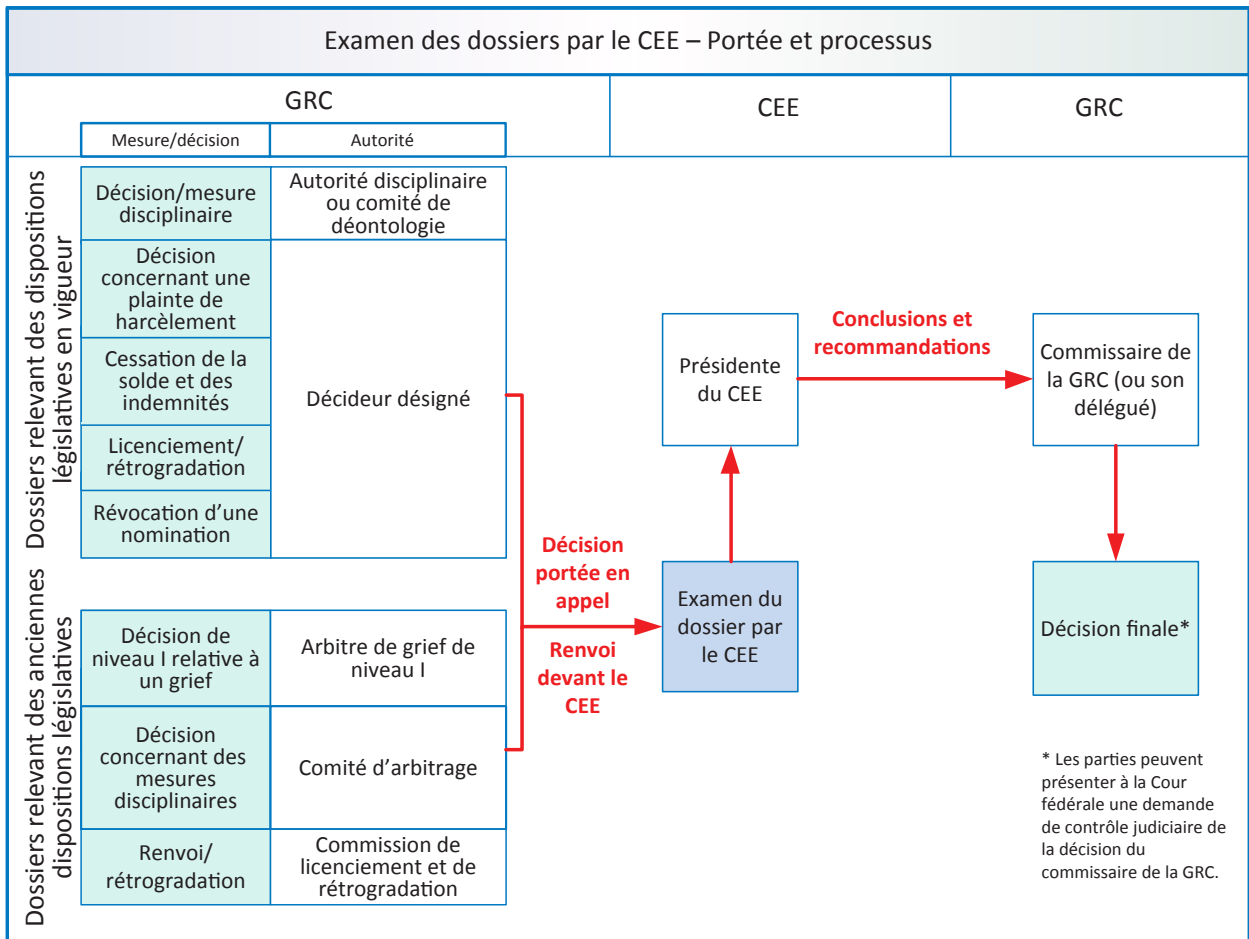 Examen des dossiers par le CEE – Portée et processus
GRC
CEE
GRC
Mesure/décision
Autorité
Dossiers relevant des dispositions
législatives en vigueur
Décision/mesure
disciplinaire
Autorité disciplinaire
ou comité de
déontologie
Décision
concernant une
plainte de
harcèlement
Cessation de la
solde et des
indemnités
Licenciement/
rétrogradation
Révocation d’une
nomination
Décideur désigné
Dossiers relevant des anciennes
dispositions législatives
Décision de
niveau I relative à
un grief
Arbitre de grief de
niveau I
Décision
concernant des
mesures
disciplinaires
Comité d’arbitrage
Renvoi/
rétrogradation
Commission de
licenciement et de
rétrogradation
Décision
portée en
appel
Renvoi
devant le
CEE
Examen du
dossier par
le CEE
Présidente
du CEE
Conclusions et
recommandations
Commissaire de
la GRC (ou son
délégué)
Décision finale*
* Les parties peuvent
présenter à la Cour
fédérale une demande
de contrôle judiciaire de
la décision du
commissaire de la GRC.